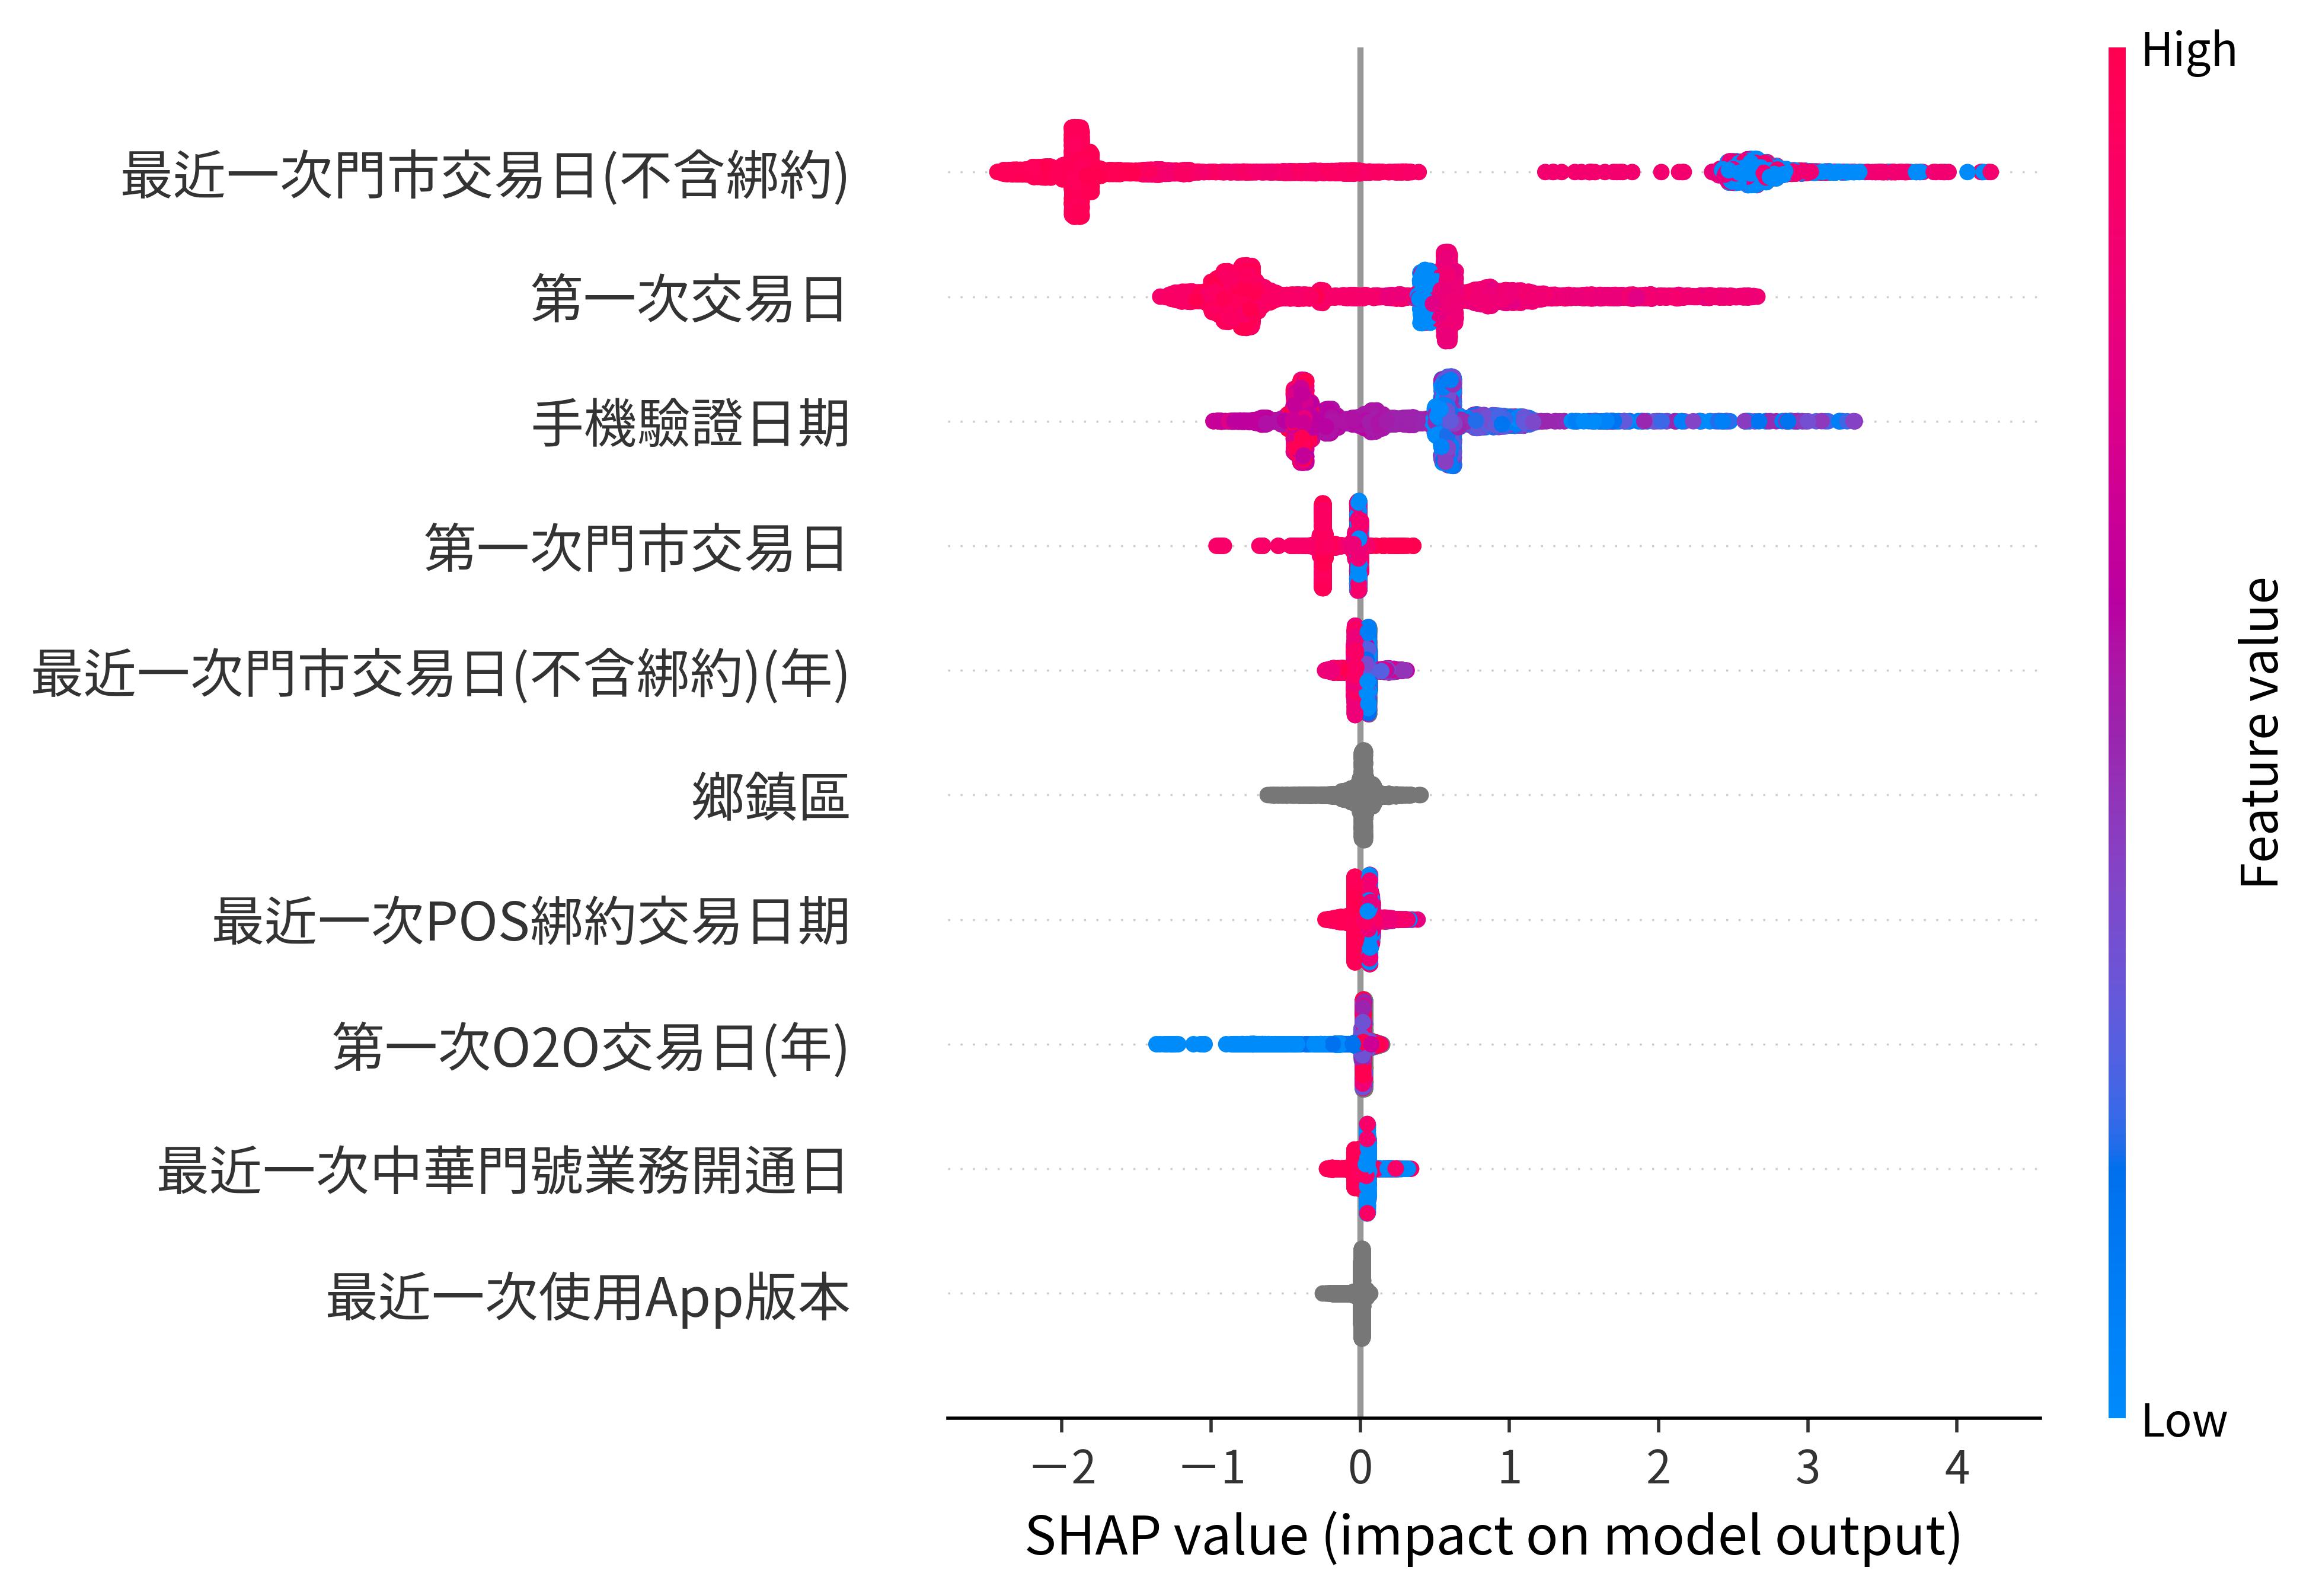 High
最近一次門市交易日(不含綁約)
第一次交易日
手機驗證日期
第一次門市交易日
最近一次門市交易日(不含綁約)(年)
鄉鎮區
最近一次POS綁約交易日期
第一次O2O交易日(年)
最近一次中華門號業務開通日
最近一次使用App版本
Feature value
Low
−2 −1 0 1 2 3 4
SHAP value (impact on model output)